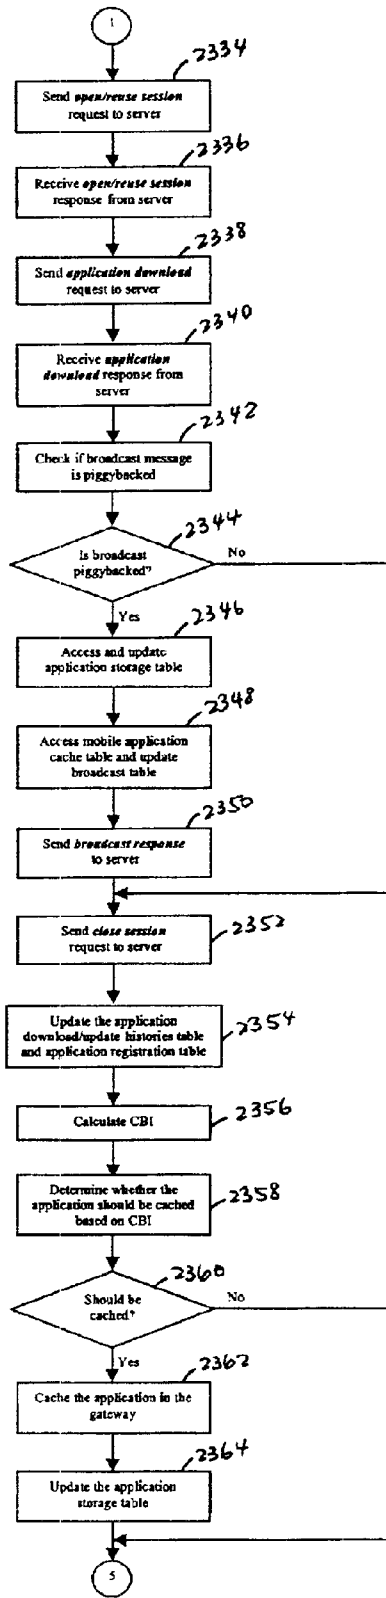 1
2334
Send open/reuse session
request to server
2336
Receive open/reuse session
response from server
2338
Send application download
request to server
2340
Receive application
download response from
server
2342
Check if broadcast message
is piggybacked
2344
Is broadcast
piggybacked?
No
Yes
2346
Access and update
application storage table
2348
Access mobile application
cache table and update
broadcast table
2350
Send broadcast response
to server
2352
Send close session
request to server
2354
Update the application
download/update histories table
and application registration table
2356
Calculate CBI
2358
Determine whether the
application should be cached
based on CBI
2360
Should be
cached?
No
Yes
2362
Cache the application in the
gateway
2364
Update the application
storage table
5